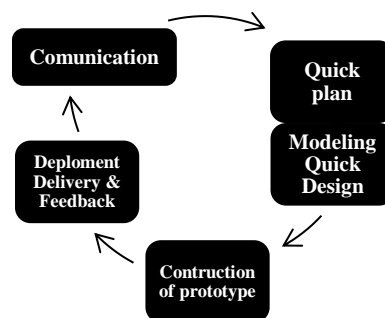 Comunication
Quick
plan
Modeling
Quick
Design
Contruction
of prototype
Deploment
Delivery &
Feedback